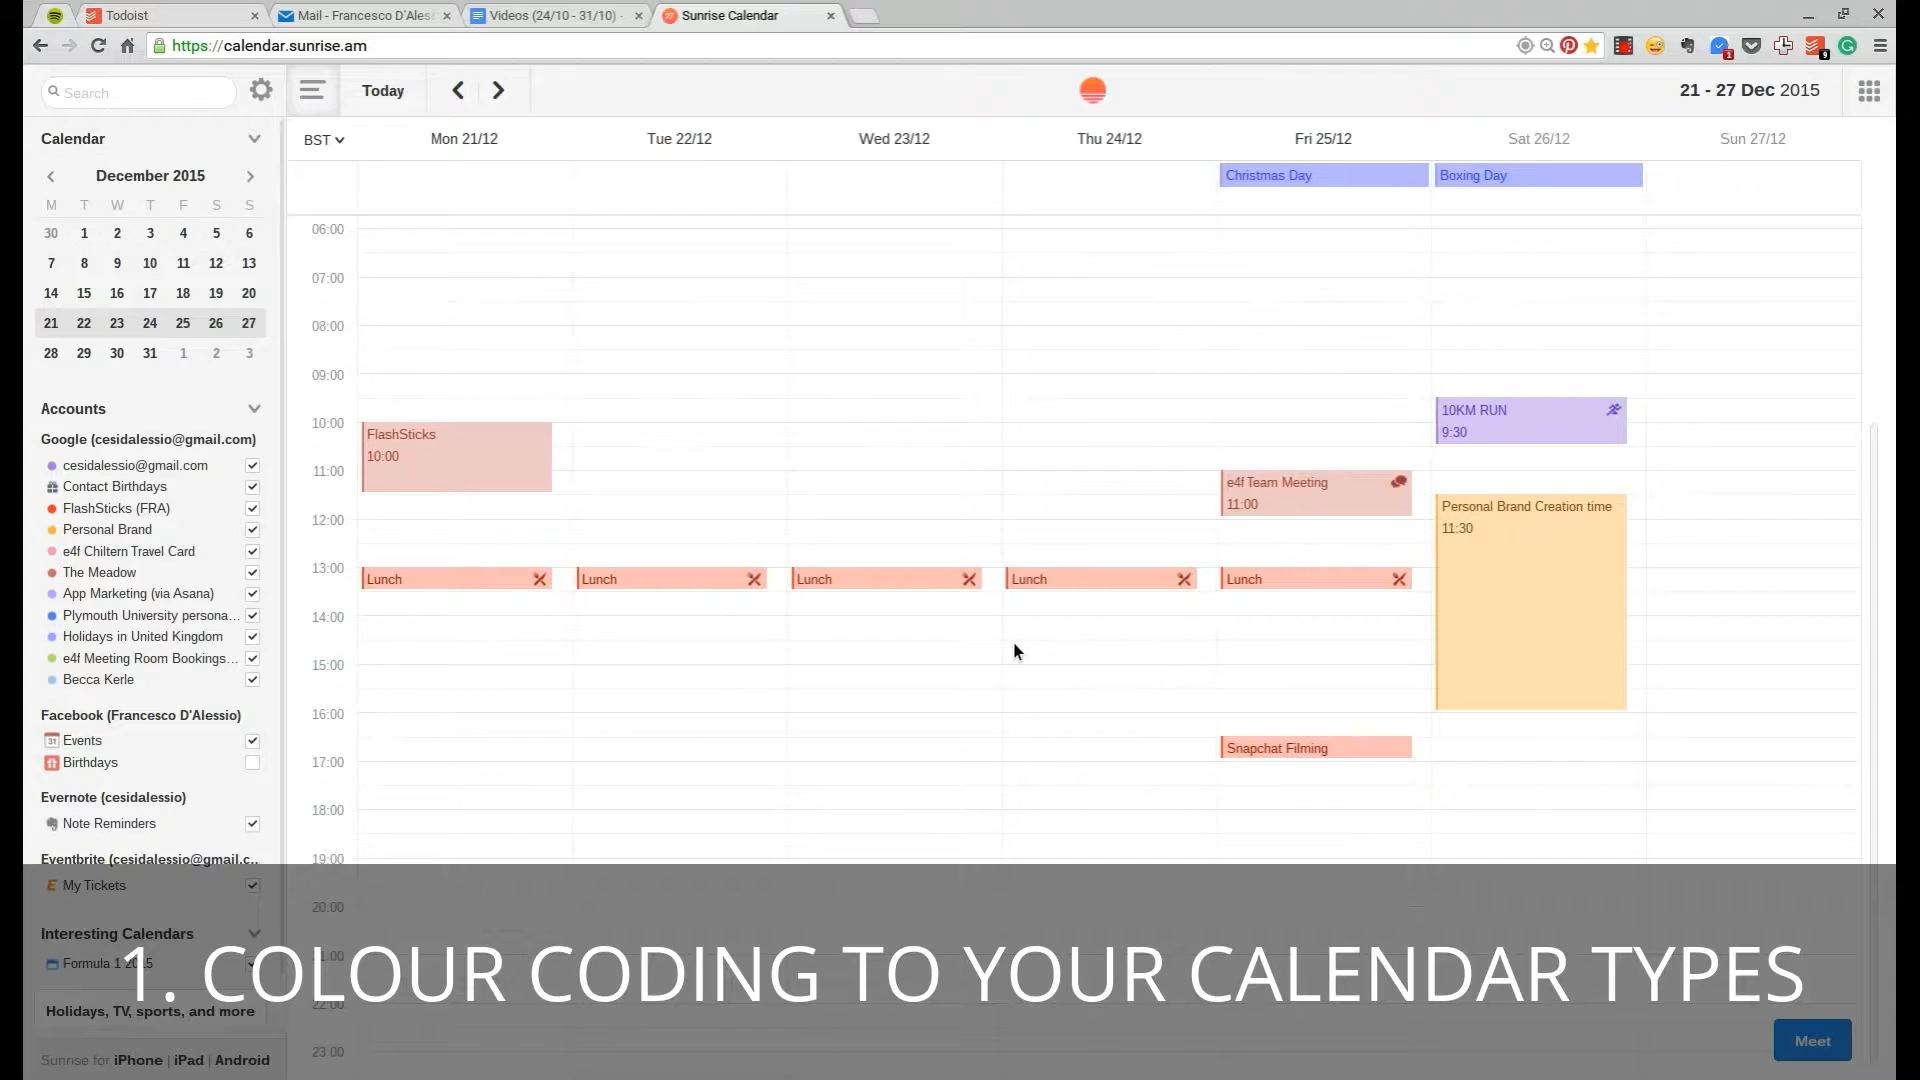 Todoist
Mail - Francesco D'Ales
Videos (24/10 - 31/10) -
Sunrise Calendar
https://calendar.sunrise.am
1
9
Search
Today
21 - 27 Dec 2015
Calendar
BST
Mon 21/12
Tue 22/12
Wed 23/12
Thu 24/12
Fri 25/12
Sat 26/12
Sun 27/12
December 2015
Christmas Day
Boxing Day
M T W T F S S
30 1 2 3 4 5 6
7 8 9 10 11 12 13
14 15 16 17 18 19 20
21 22 23 24 25 26 27
28 29 30 31 1 2 3
Accounts
Google (cesidalessio@gmail.com)
cesidalessio@gmail.com
Contact Birthdays
FlashSticks (FRA)
Personal Brand
e4f Chiltern Travel Card
The Meadow
App Marketing (via Asana)
Plymouth University persona...
Holidays in United Kingdom
e4f Meeting Room Bookings...
Becca Kerle
Facebook (Francesco D'Alessio)
31 Events
Birthdays
Evernote (cesidalessio)
Note Reminders
Eventbrite (cesidalessio@gmail.c...
My Tickets
Interesting Calendars
Formula 1 2015
Holidays, TV, sports, and more
Sunrise for iPhone | iPad | Android
06:00
07:00
08:00
09:00
10:00
11:00
12:00
13:00
14:00
15:00
16:00
17:00
18:00
19:00
20:00
21:00
22:00
23:00
FlashSticks
10:00
Lunch
Lunch
Lunch
Lunch
e4f Team Meeting
11:00
Lunch
Snapchat Filming
10KM RUN
9:30
Personal Brand Creation time
11:30
1. COLOUR CODING TO YOUR CALENDAR TYPES
Meet